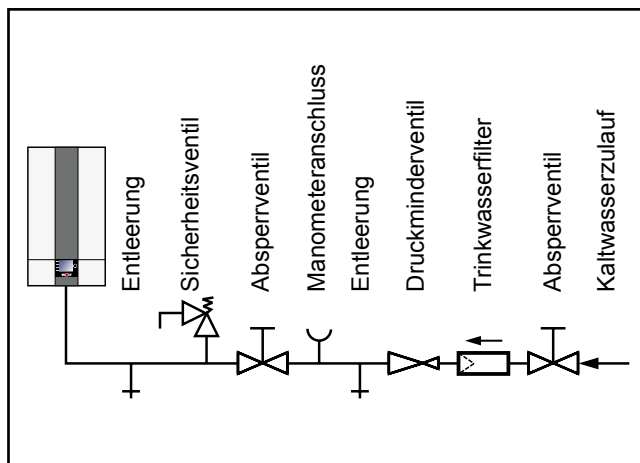 Entleerung
Sicherheitsventil
Absperrventil
Manometeranschluss
Entleerung
Druckminderventil
Trinkwasserfilter
Absperrventil
Kaltwasserzulauf